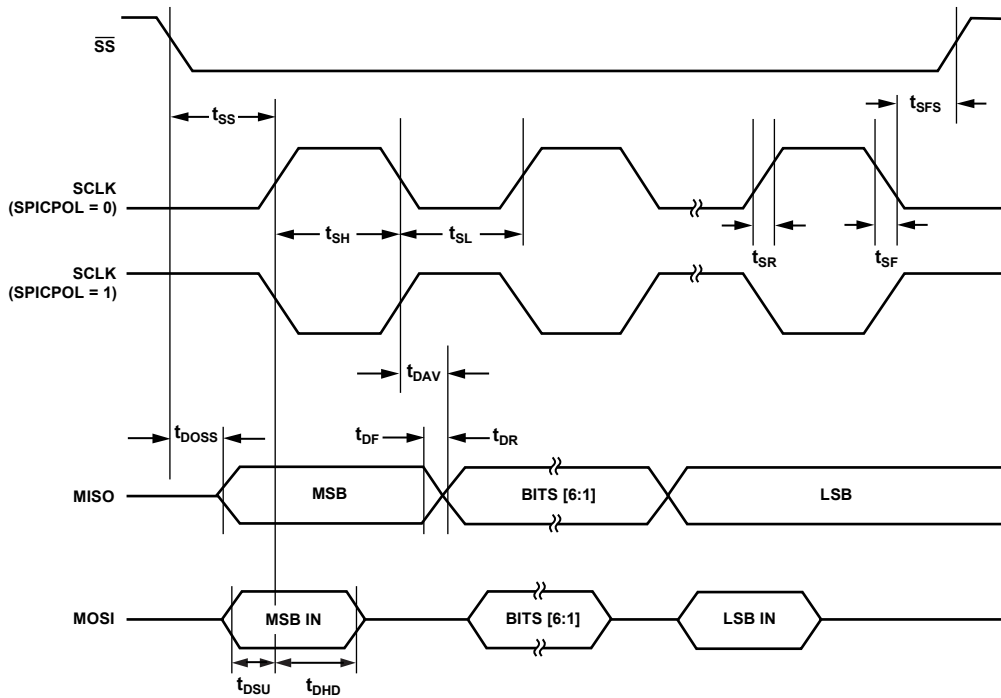 SS
tSS
tSFS
SCLK
(SPICPOL = 0)
tSH
tSL
tSR
tSF
SCLK
(SPICPOL = 1)
tDAV
tDOSS
tDF
tDR
MISO
MSB
BITS [6:1]
LSB
MOSI
MSB IN
BITS [6:1]
LSB IN
tDSU
tDHD